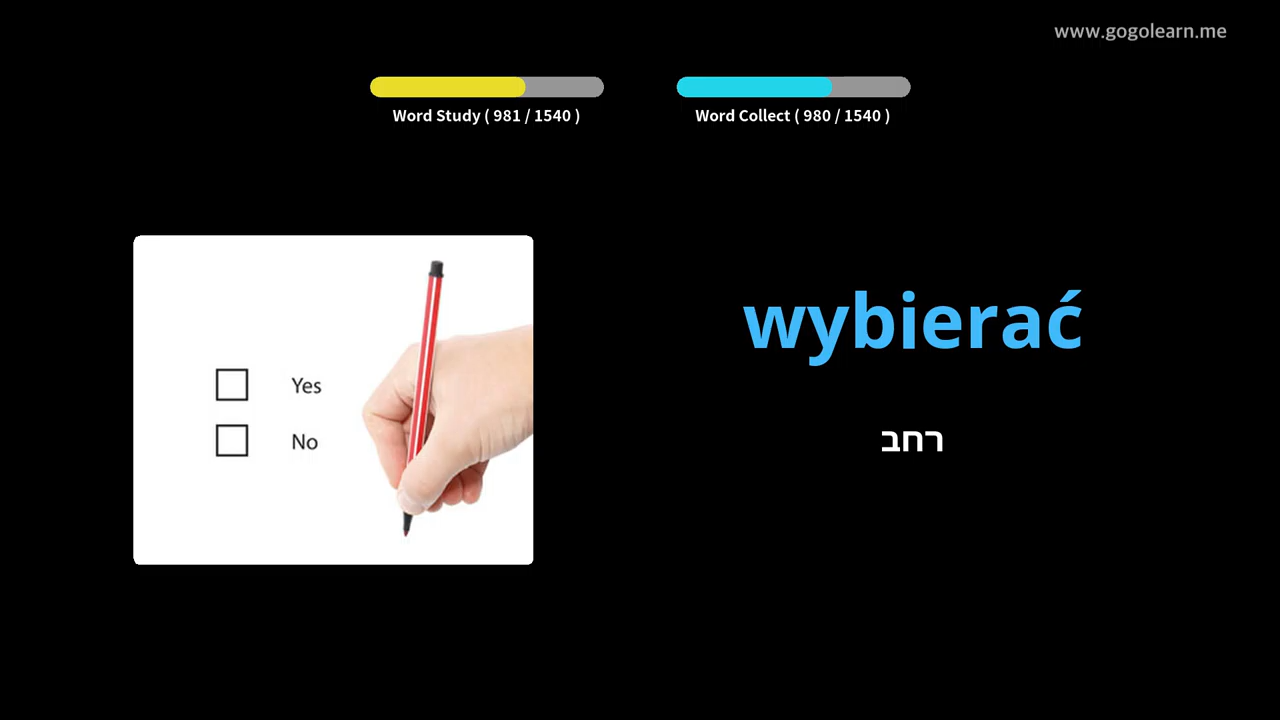 www.gogolearn.me
Word Study ( 981 / 1540 )
Word Collect ( 980 / 1540 )
wybierać
רחב
Yes
No